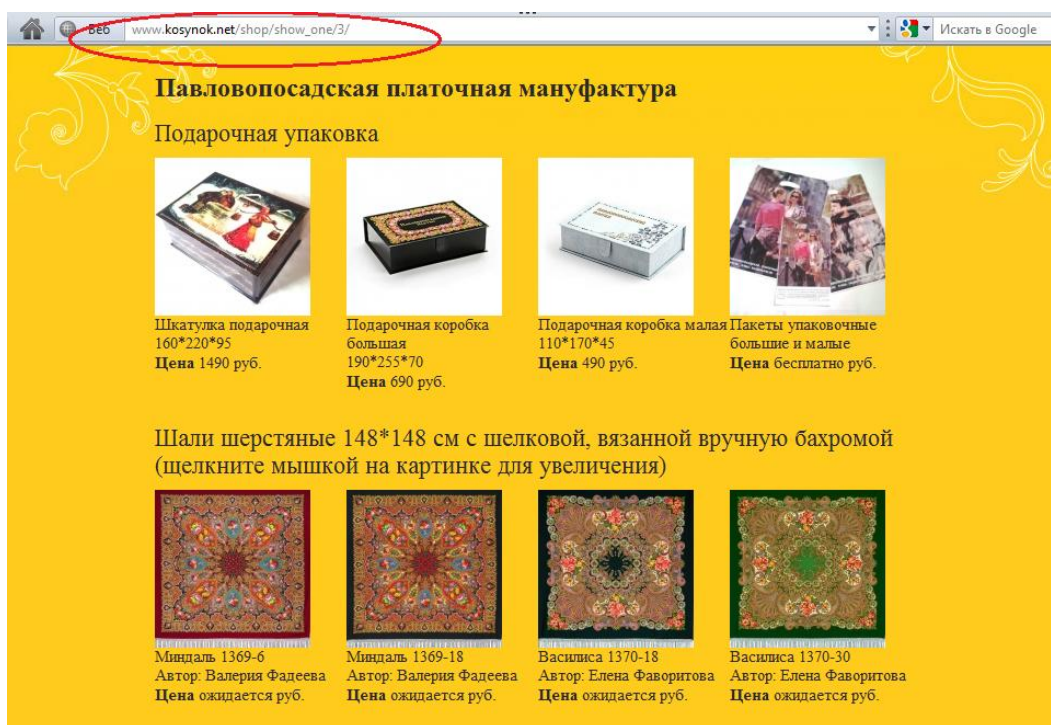 Веб
www.kosynok.net/shop/show_one/3/
Искать в Google
Павловопосадская платочная мануфактура
Подарочная упаковка
Шкатулка подарочная
160*220*95
Цена 1490 руб.
Подарочная коробка
большая
190*255*70
Цена 690 руб.
Подарочная коробка малая
110*170*45
Цена 490 руб.
Пакеты упаковочные
большие и малые
Цена бесплатно руб.
Шали шерстяные 148*148 см с шелковой, вязанной вручную бахромой
(щелкните мышкой на картинке для увеличения)
Миндаль 1369-6
Автор: Валерия Фадеева
Цена ожидается руб.
Миндаль 1369-18
Автор: Валерия Фадеева
Цена ожидается руб.
Василиса 1370-18
Автор: Елена Фаворитова
Цена ожидается руб.
Василиса 1370-30
Автор: Елена Фаворитова
Цена ожидается руб.